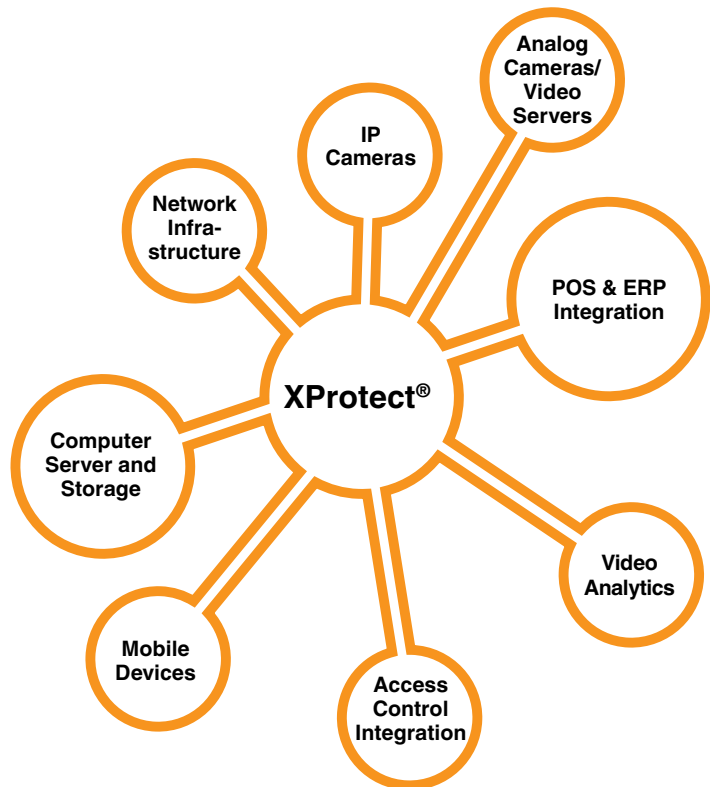 Analog
Cameras/
Video
Servers
IP
Cameras
Network
Infra-
structure
POS & ERP
Integration
XProtect®
Computer
Server and
Storage
Video
Analytics
Mobile
Devices
Access
Control
Integration